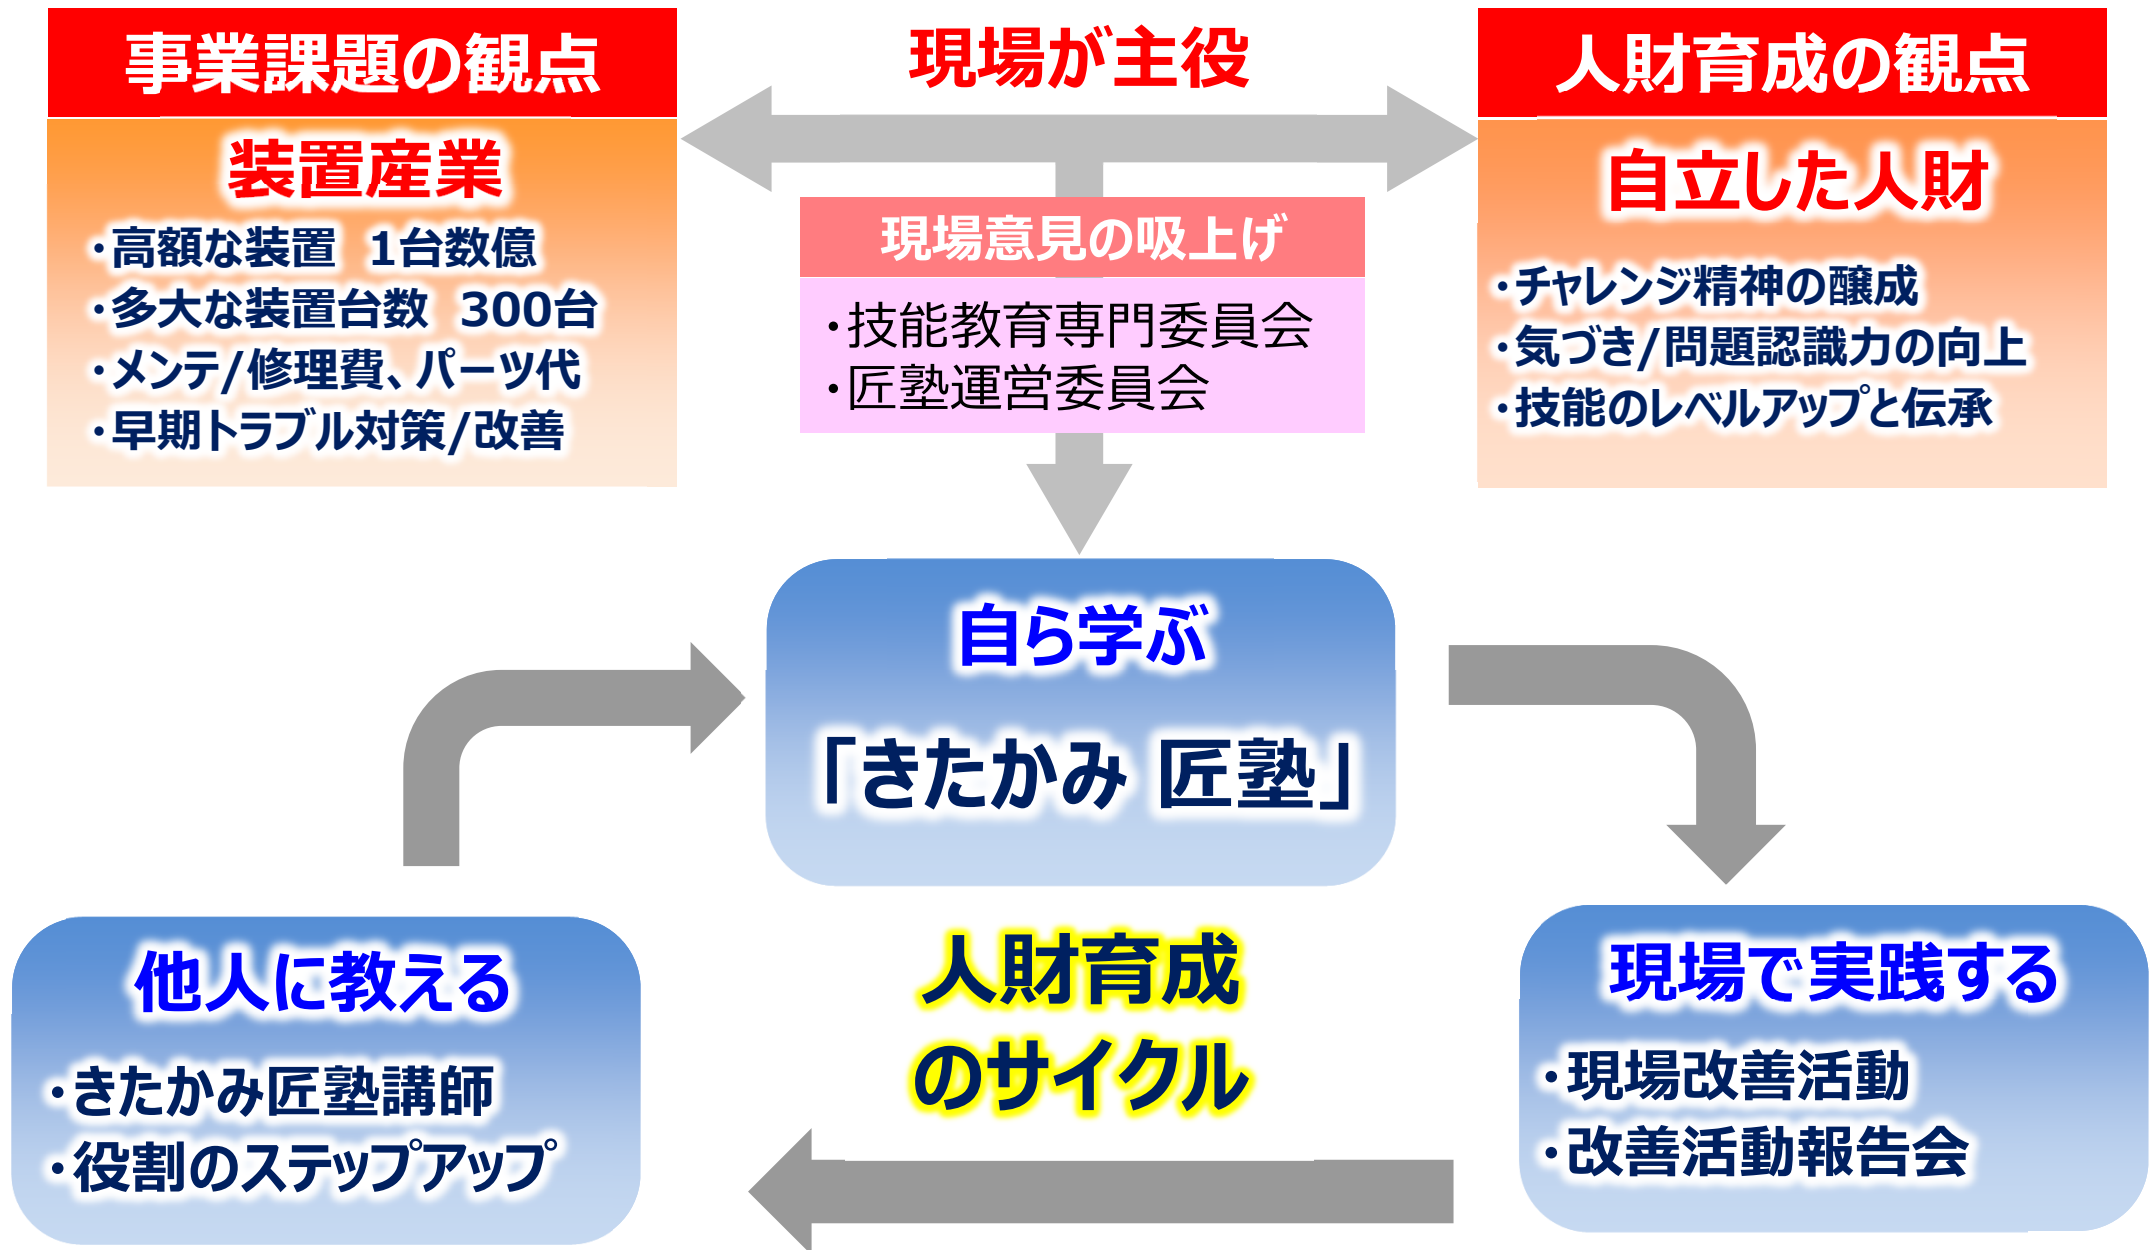 事業課題の観点
装置産業
・高額な装置　1台数億
・多大な装置台数　300台
・メンテ/修理費、パーツ代
・早期トラブル対策/改善
現場が主役
現場意見の吸上げ
・技能教育専門委員会
・匠塾運営委員会
人財育成の観点
自立した人財
・チャレンジ精神の醸成
・気づき/問題認識力の向上
・技能のレベルアップと伝承
自ら学ぶ
「きたかみ 匠塾」
現場で実践する
・現場改善活動
・改善活動報告会
人財育成
のサイクル
他人に教える
・きたかみ匠塾講師
・役割のステップアップ